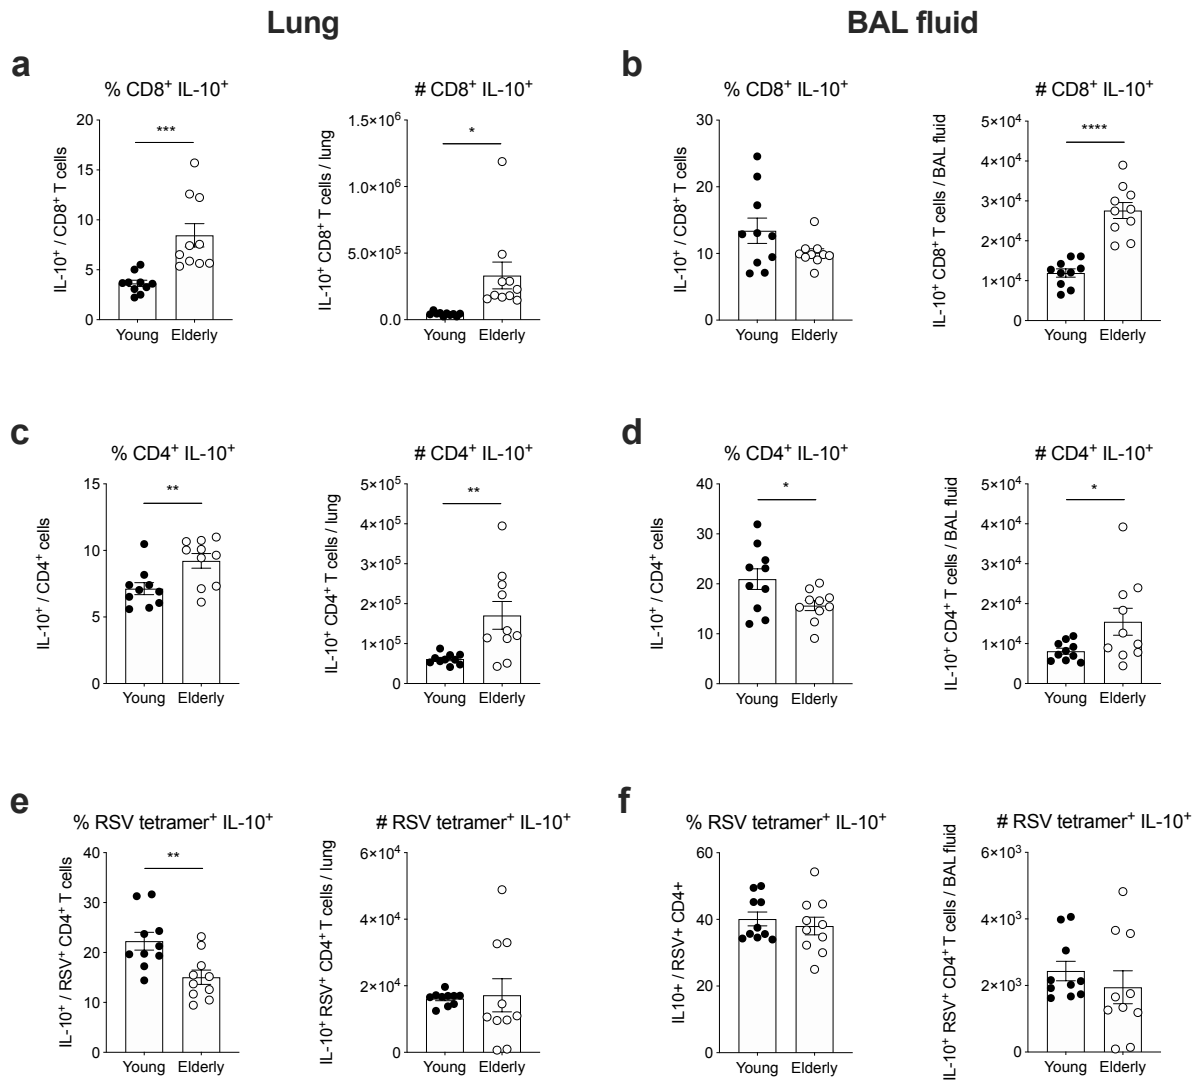 Lung
BAL fluid
a
% CD8⁺ IL-10⁺
***
IL-10⁺ / CD8⁺ T cells
20
15
10
5
0
Young Elderly
# CD8⁺ IL-10⁺
*
IL-10⁺ CD8⁺ T cells / lung
1.5×10⁶
1.0×10⁶
5.0×10⁵
0.0
Young Elderly
b
% CD8⁺ IL-10⁺
IL-10⁺ / CD8⁺ T cells
30
20
10
0
Young Elderly
# CD8⁺ IL-10⁺
****
IL-10⁺ CD8⁺ T cells / BAL fluid
5×10⁴
4×10⁴
3×10⁴
2×10⁴
1×10⁴
0
Young Elderly
c
% CD4⁺ IL-10⁺
**
IL-10⁺ / CD4⁺ cells
15
10
5
0
Young Elderly
# CD4⁺ IL-10⁺
**
IL-10⁺ CD4⁺ T cells / lung
5×10⁵
4×10⁵
3×10⁵
2×10⁵
1×10⁵
0
Young Elderly
d
% CD4⁺ IL-10⁺
*
IL-10⁺ / CD4⁺ cells
40
30
20
10
0
Young Elderly
# CD4⁺ IL-10⁺
*
IL-10⁺ CD4⁺ T cells / BAL fluid
5×10⁴
4×10⁴
3×10⁴
2×10⁴
1×10⁴
0
Young Elderly
e
% RSV tetramer⁺ IL-10⁺
**
IL-10⁺ / RSV⁺ CD4⁺ T cells
40
30
20
10
0
Young Elderly
# RSV tetramer⁺ IL-10⁺
IL-10⁺ RSV⁺ CD4⁺ T cells / lung
6×10⁴
4×10⁴
2×10⁴
0
Young Elderly
f
% RSV tetramer⁺ IL-10⁺
IL10+ / RSV+ CD4+
60
40
20
0
Young Elderly
# RSV tetramer⁺ IL-10⁺
IL-10⁺ RSV⁺ CD4⁺ T cells / BAL fluid
6×10³
4×10³
2×10³
0
Young Elderly